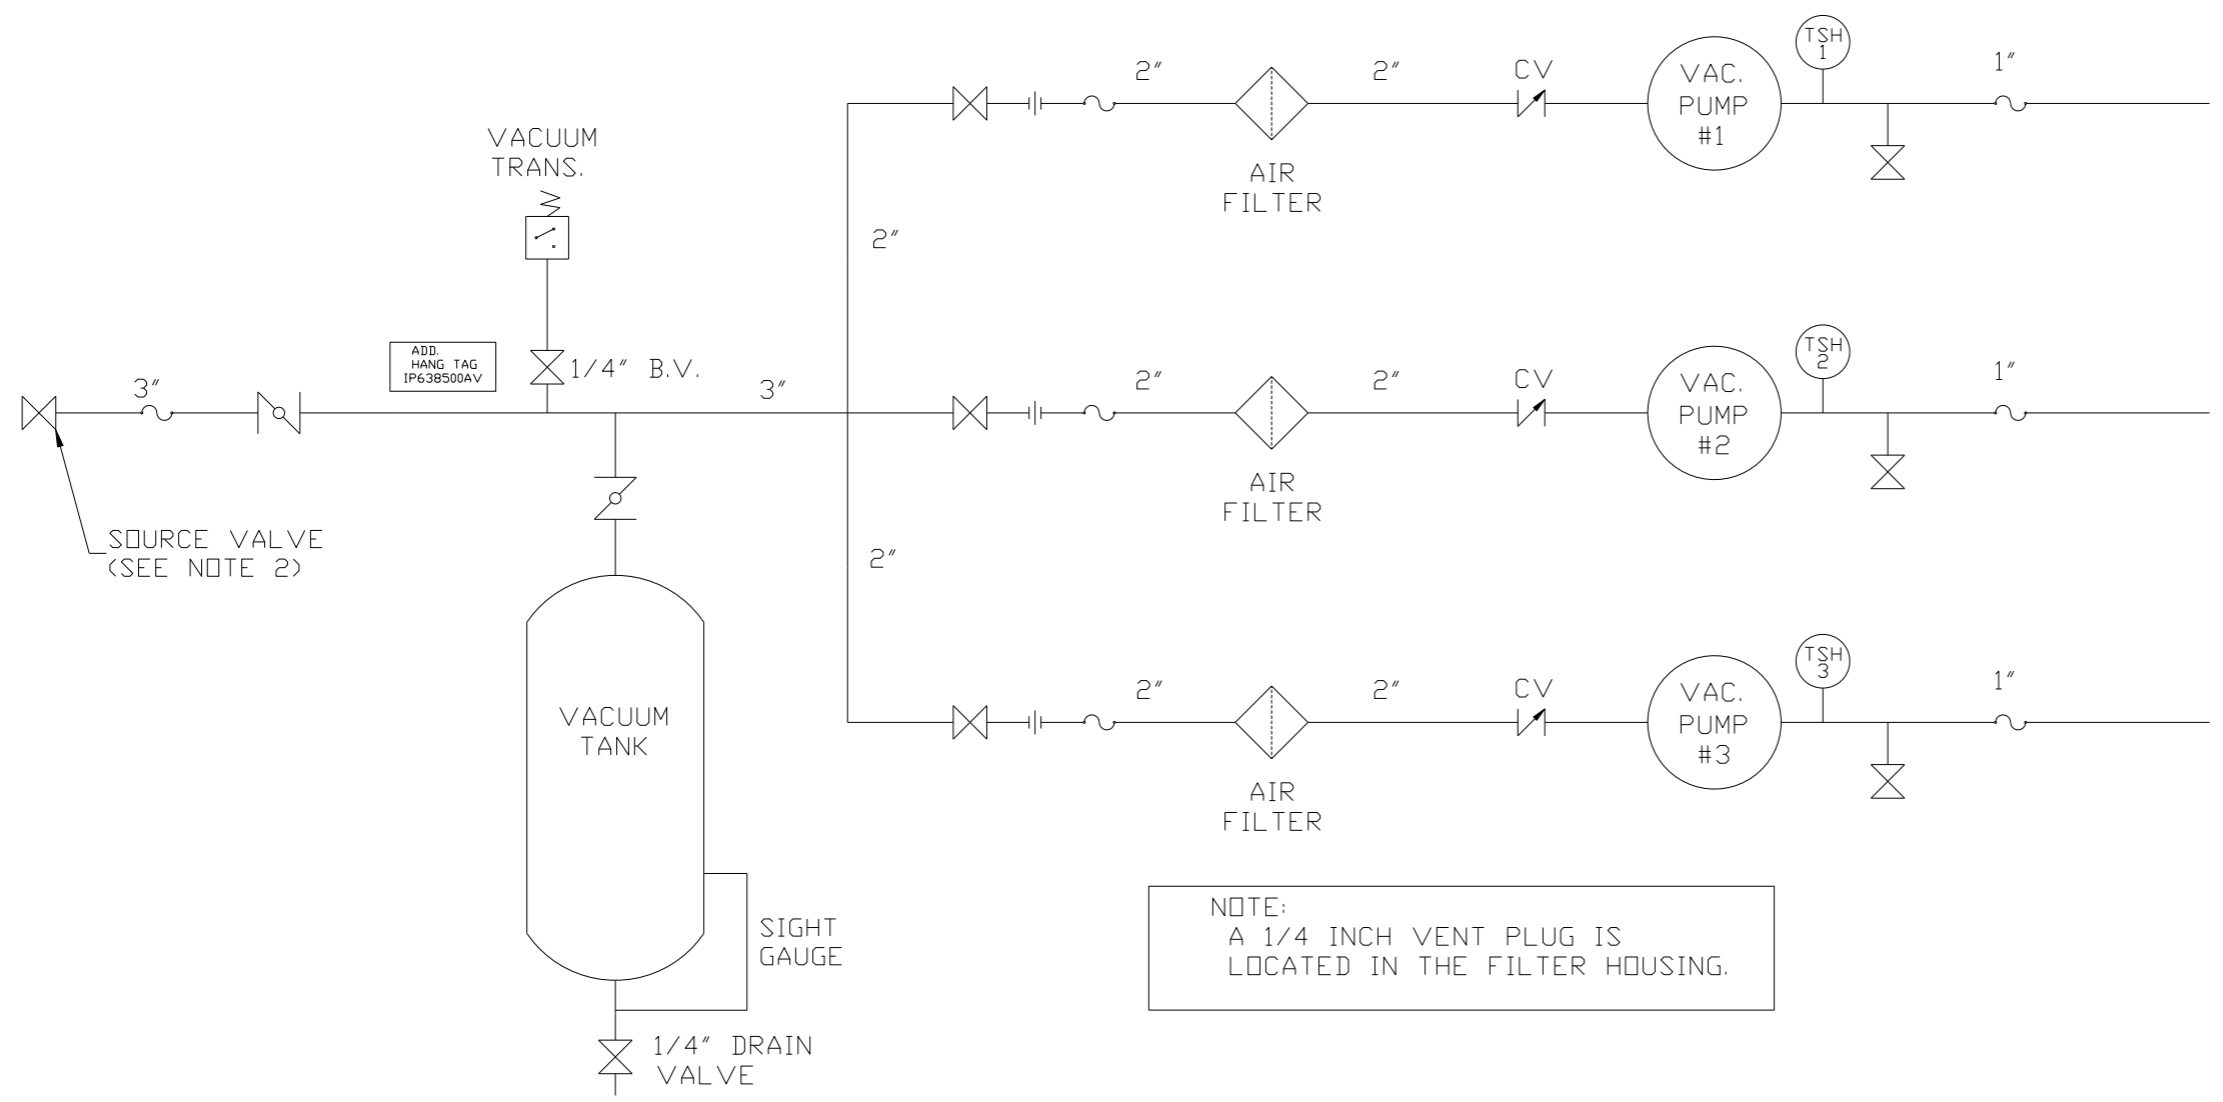 TSH
1
VAC.
PUMP
#1
2"
2"
CV
1"
AIR
FILTER
VACUUM
TRANS.
2"
ADD.
HANG TAG
IP638500AV
1/4" B.V.
3"
3"
TSH
2
VAC.
PUMP
#2
2"
2"
CV
1"
AIR
FILTER
SOURCE VALVE
(SEE NOTE 2)
2"
TSH
3
VAC.
PUMP
#3
2"
2"
CV
1"
AIR
FILTER
VACUUM
TANK
SIGHT
GAUGE
1/4" DRAIN
VALVE
NOTE:
A 1/4 INCH VENT PLUG IS
LOCATED IN THE FILTER HOUSING.